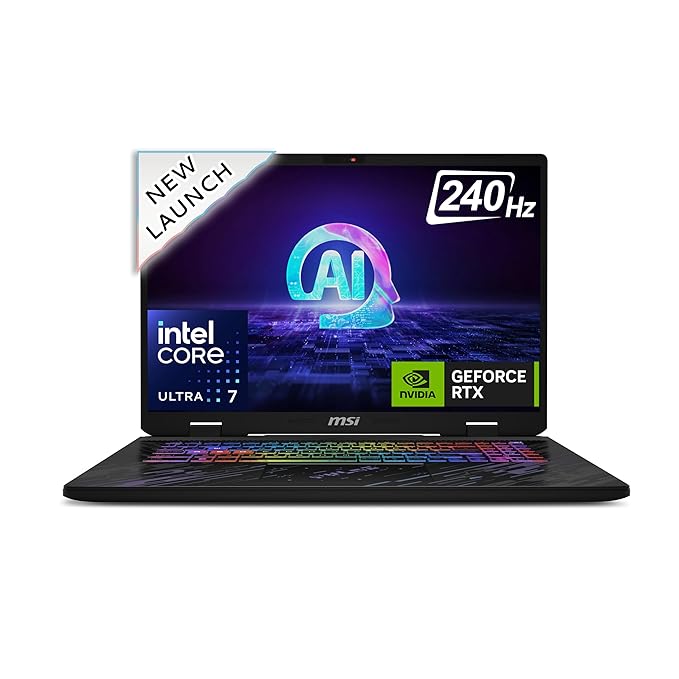 NEW
LAUNCH
240Hz
AI
intel
CORE
ULTRA 7
NVIDIA
GEFORCE
RTX
msi